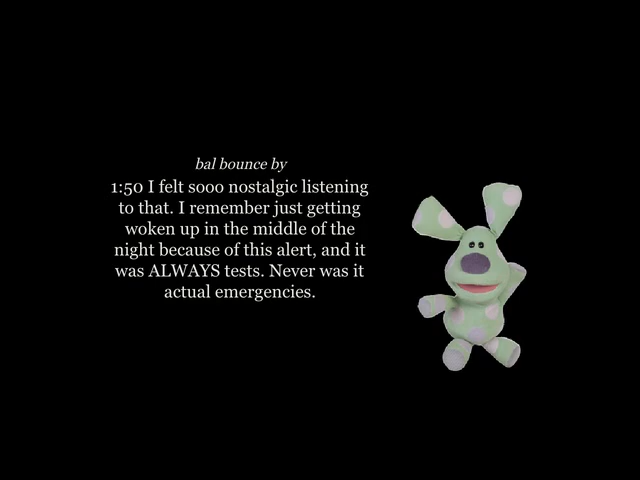 bal bounce by
1:50 I felt sooo nostalgic listening
to that. I remember just getting
woken up in the middle of the
night because of this alert, and it
was ALWAYS tests. Never was it
actual emergencies.